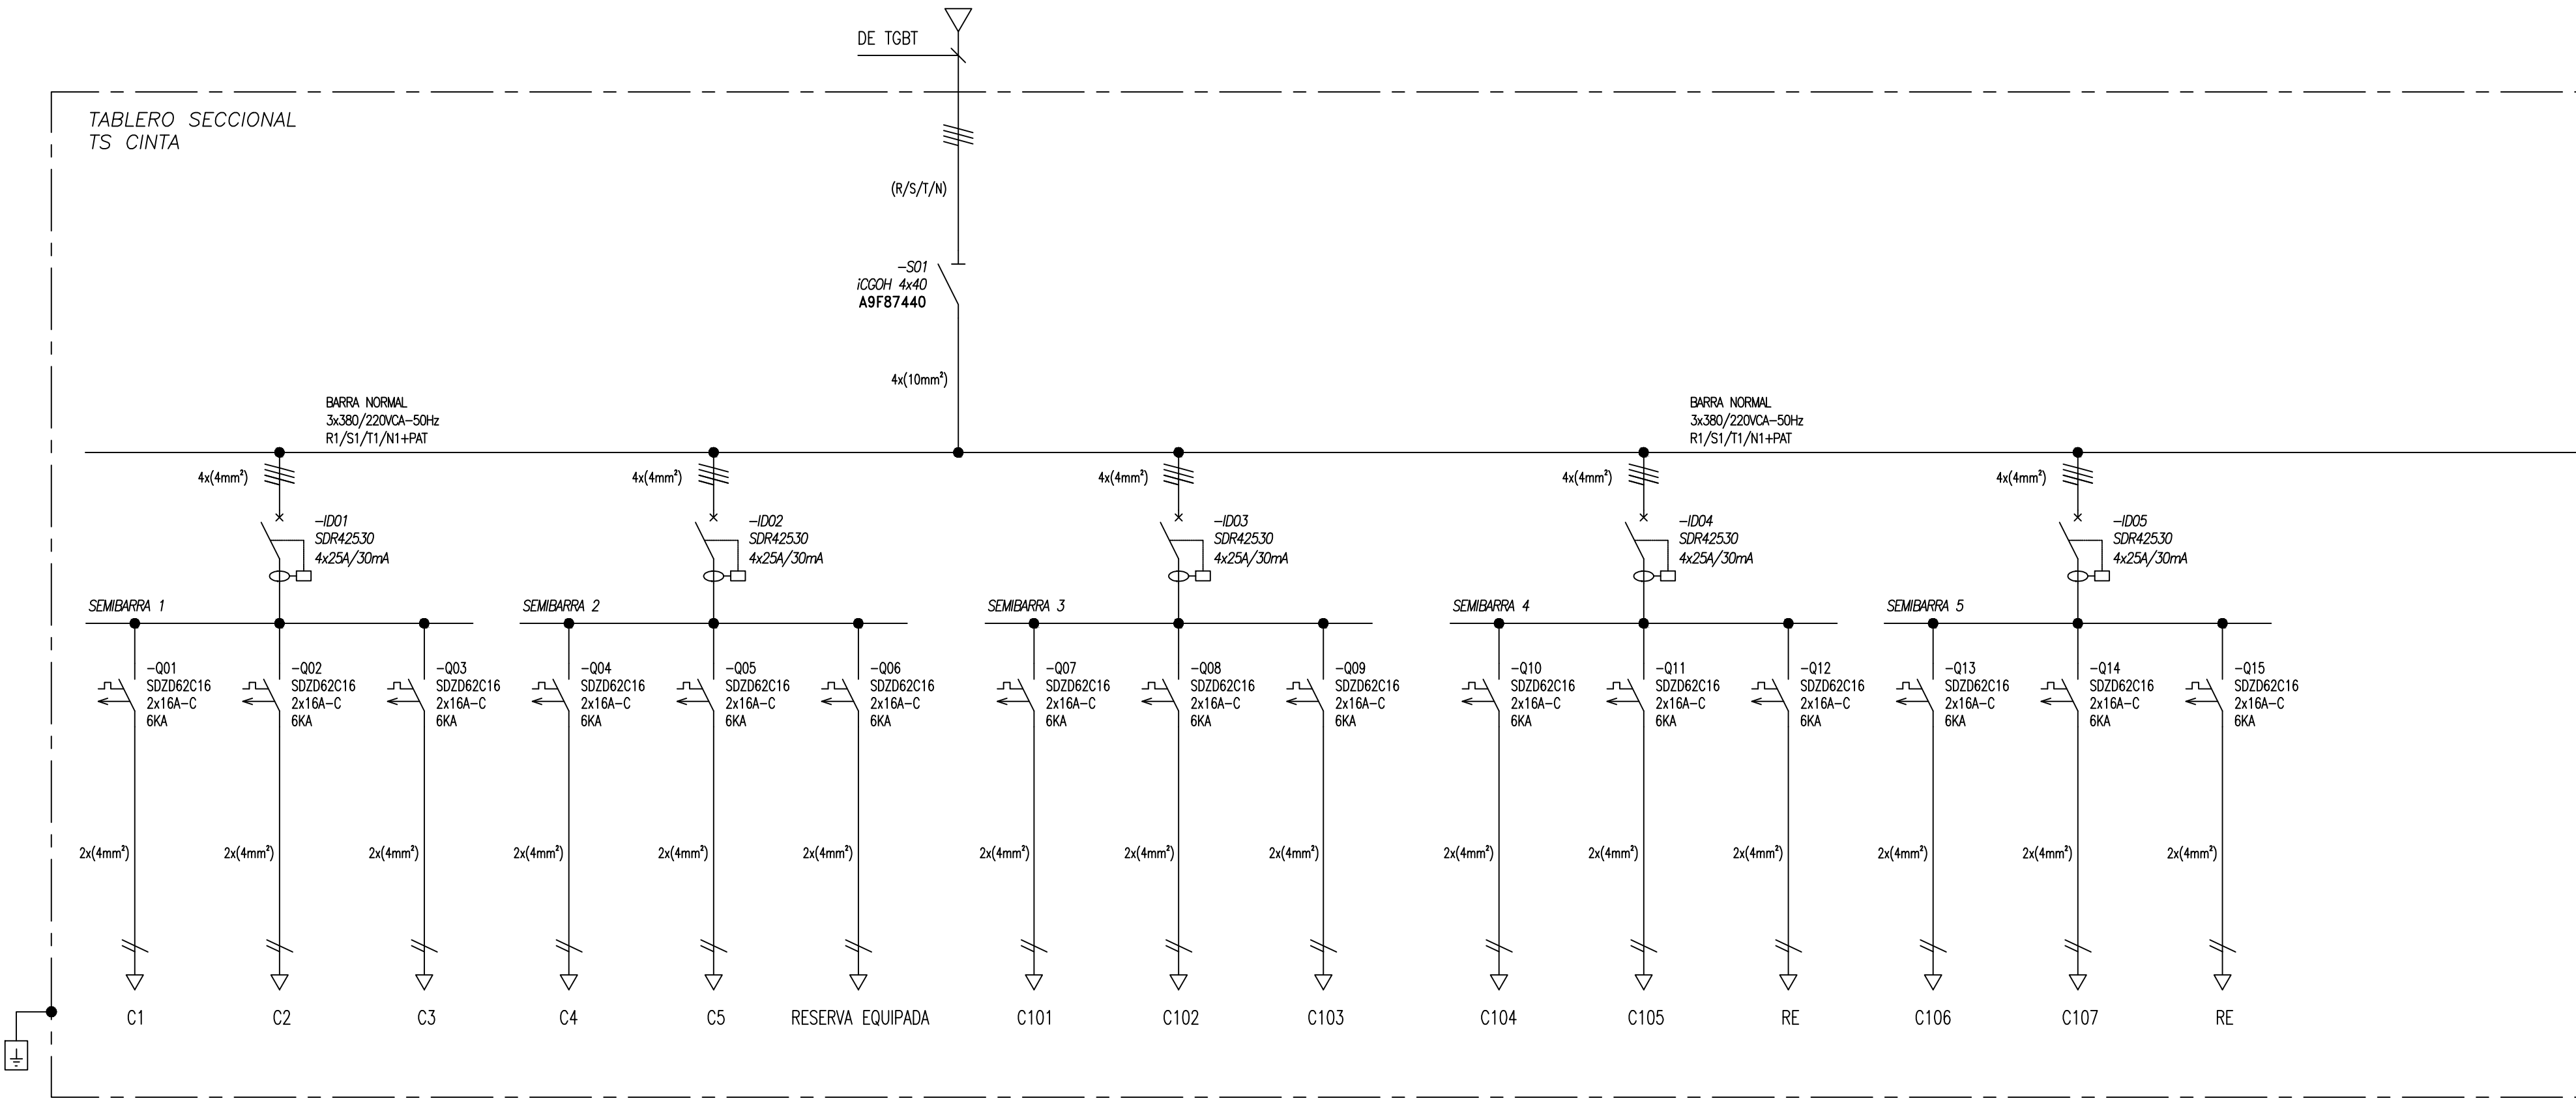 DE TGBT
TABLERO SECCIONAL
TS CINTA
(R/S/T/N)
-S01
iCGOH 4x40
A9F87440
4x(10mm²)
BARRA NORMAL
3x380/220VCA-50Hz
R1/S1/T1/N1+PAT
BARRA NORMAL
3x380/220VCA-50Hz
R1/S1/T1/N1+PAT
4x(4mm²)
-ID01
SDR42530
4x25A/30mA
4x(4mm²)
-ID02
SDR42530
4x25A/30mA
4x(4mm²)
-ID03
SDR42530
4x25A/30mA
4x(4mm²)
-ID04
SDR42530
4x25A/30mA
4x(4mm²)
-ID05
SDR42530
4x25A/30mA
SEMIBARRA 1
-Q01
SDZD62C16
2x16A-C
6KA
2x(4mm²)
C1
-Q02
SDZD62C16
2x16A-C
6KA
2x(4mm²)
C2
-Q03
SDZD62C16
2x16A-C
6KA
2x(4mm²)
C3
SEMIBARRA 2
-Q04
SDZD62C16
2x16A-C
6KA
2x(4mm²)
C4
-Q05
SDZD62C16
2x16A-C
6KA
2x(4mm²)
C5
-Q06
SDZD62C16
2x16A-C
6KA
2x(4mm²)
RESERVA EQUIPADA
SEMIBARRA 3
-Q07
SDZD62C16
2x16A-C
6KA
2x(4mm²)
C101
-Q08
SDZD62C16
2x16A-C
6KA
2x(4mm²)
C102
-Q09
SDZD62C16
2x16A-C
6KA
2x(4mm²)
C103
SEMIBARRA 4
-Q10
SDZD62C16
2x16A-C
6KA
2x(4mm²)
C104
-Q11
SDZD62C16
2x16A-C
6KA
2x(4mm²)
C105
-Q12
SDZD62C16
2x16A-C
6KA
2x(4mm²)
RE
SEMIBARRA 5
-Q13
SDZD62C16
2x16A-C
6KA
2x(4mm²)
C106
-Q14
SDZD62C16
2x16A-C
6KA
2x(4mm²)
C107
-Q15
SDZD62C16
2x16A-C
6KA
2x(4mm²)
RE